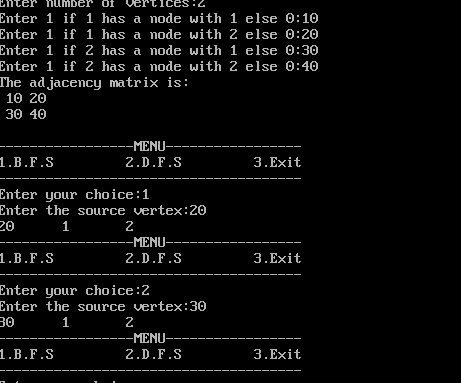 Enter number of vertices:2
Enter 1 if 1 has a node with 1 else 0:10
Enter 1 if 1 has a node with 2 else 0:20
Enter 1 if 2 has a node with 1 else 0:30
Enter 1 if 2 has a node with 2 else 0:40
The adjacency matrix is:
10 20
30 40
------------------MENU------------------
1.B.F.S 2.D.F.S 3.Exit
----------------------------------------
Enter your choice:1
Enter the source vertex:20
20 1 2
------------------MENU------------------
1.B.F.S 2.D.F.S 3.Exit
----------------------------------------
Enter your choice:2
Enter the source vertex:30
30 1 2
------------------MENU------------------
1.B.F.S 2.D.F.S 3.Exit
----------------------------------------